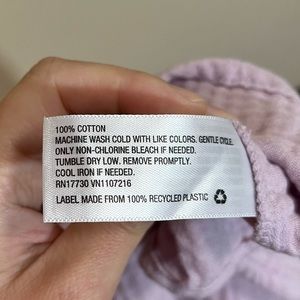 100% COTTON
MACHINE WASH COLD WITH LIKE COLORS. GENTLE CYCLE.
ONLY NON-CHLORINE BLEACH IF NEEDED.
TUMBLE DRY LOW. REMOVE PROMPTLY.
COOL IRON IF NEEDED.
RN17730 VN1107216
LABEL MADE FROM 100% RECYCLED PLASTIC